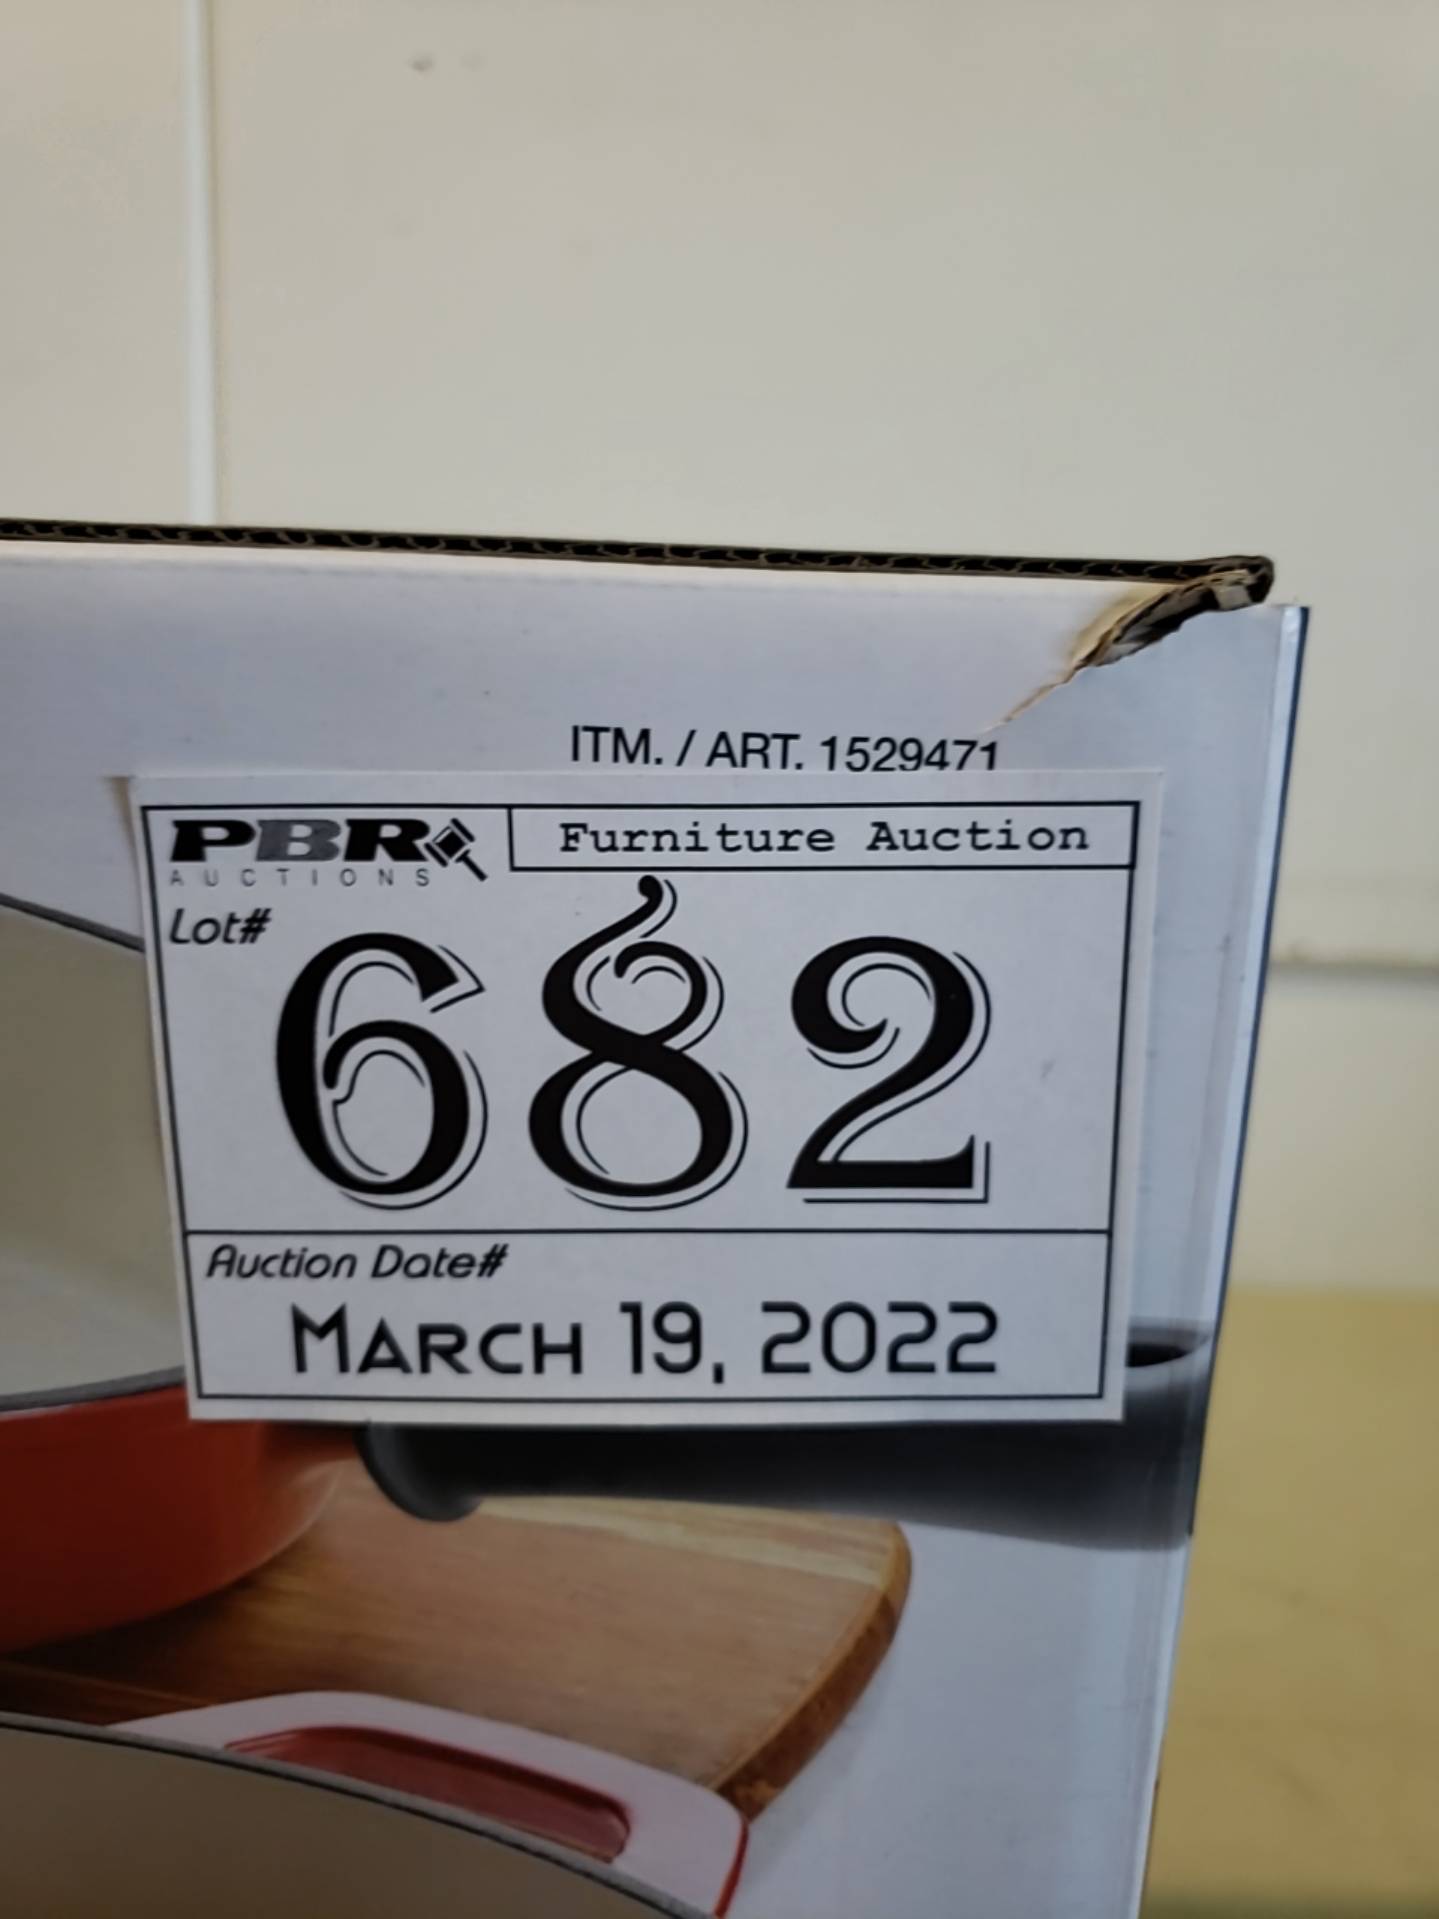 ITM. / ART. 1529471
PBR
AUCTIONS
Furniture Auction
Lot#
682
Auction Date#
MARCH 19, 2022